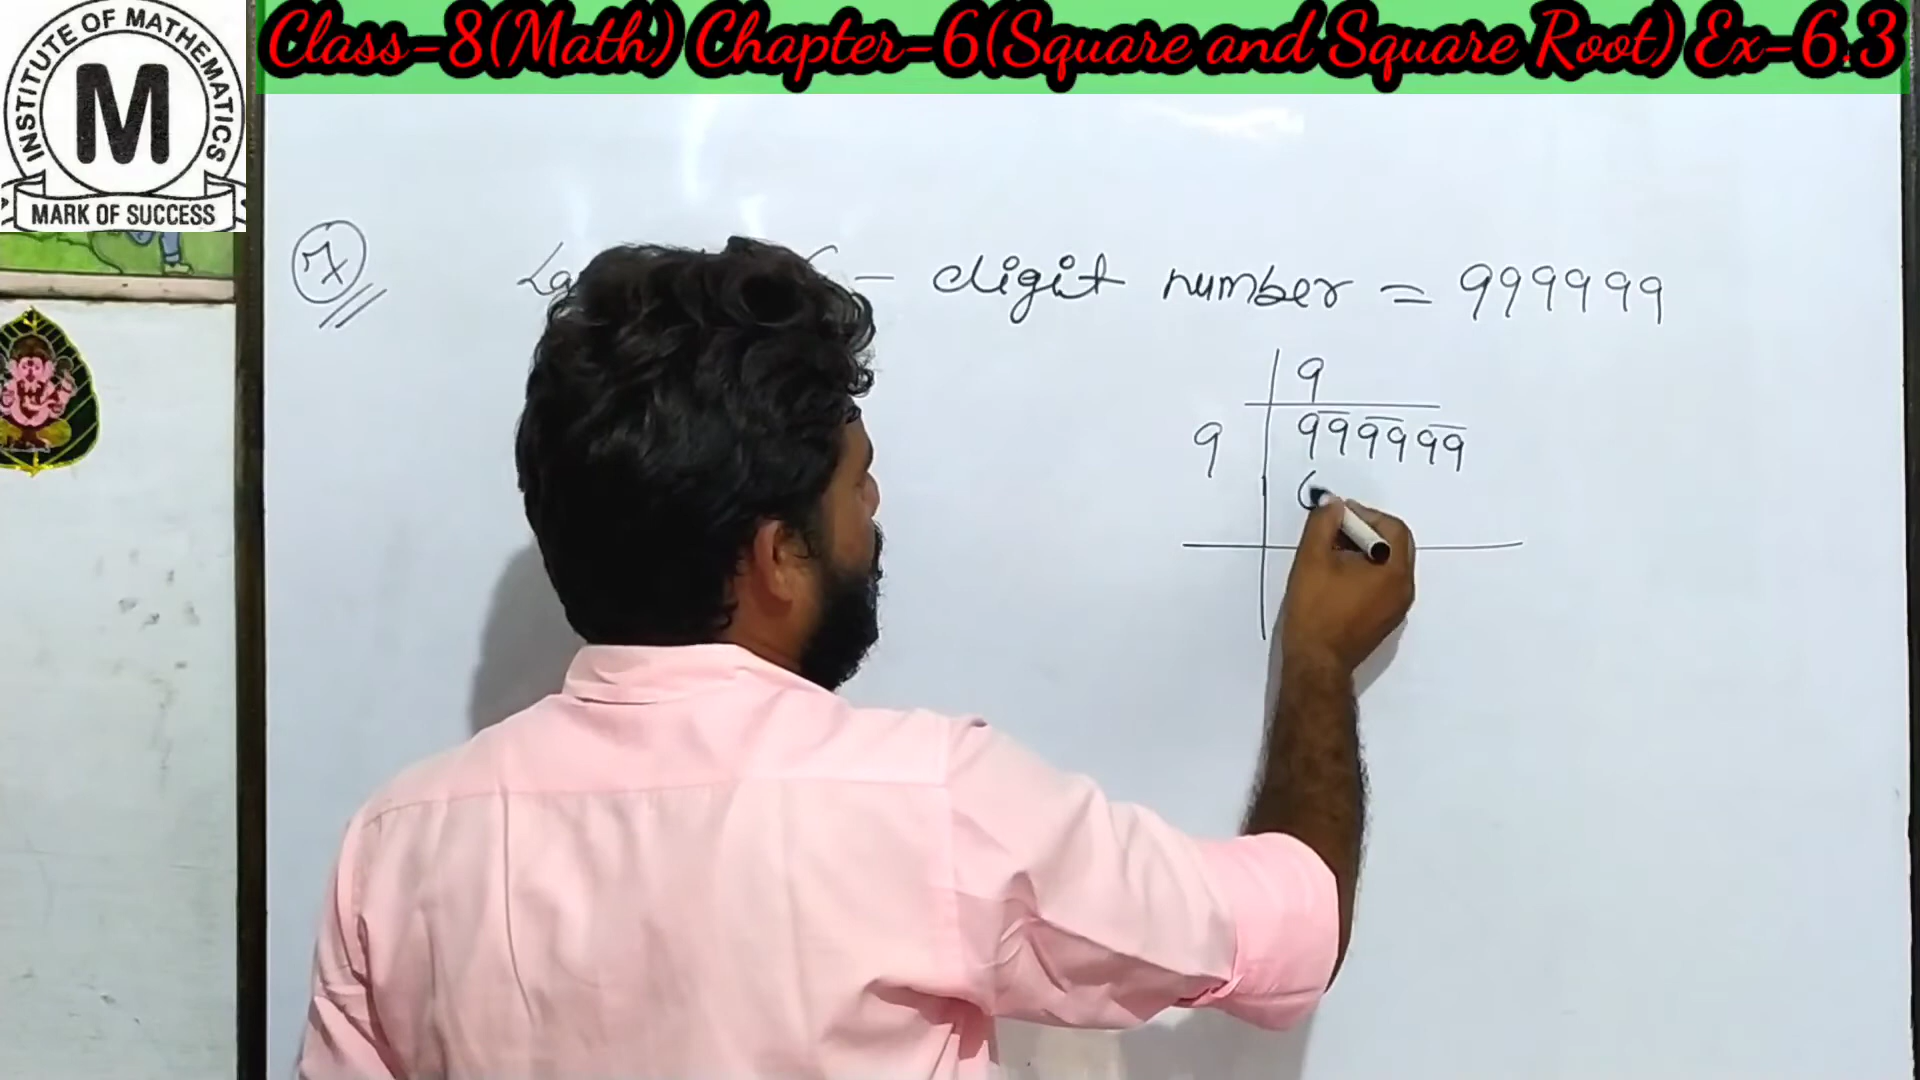 Class-8(Math) Chapter-6(Square and Square Root) Ex-6.3
INSTITUTE OF MATHEMATICS
M
MARK OF SUCCESS
7
- digit number = 999999
9
9 999999